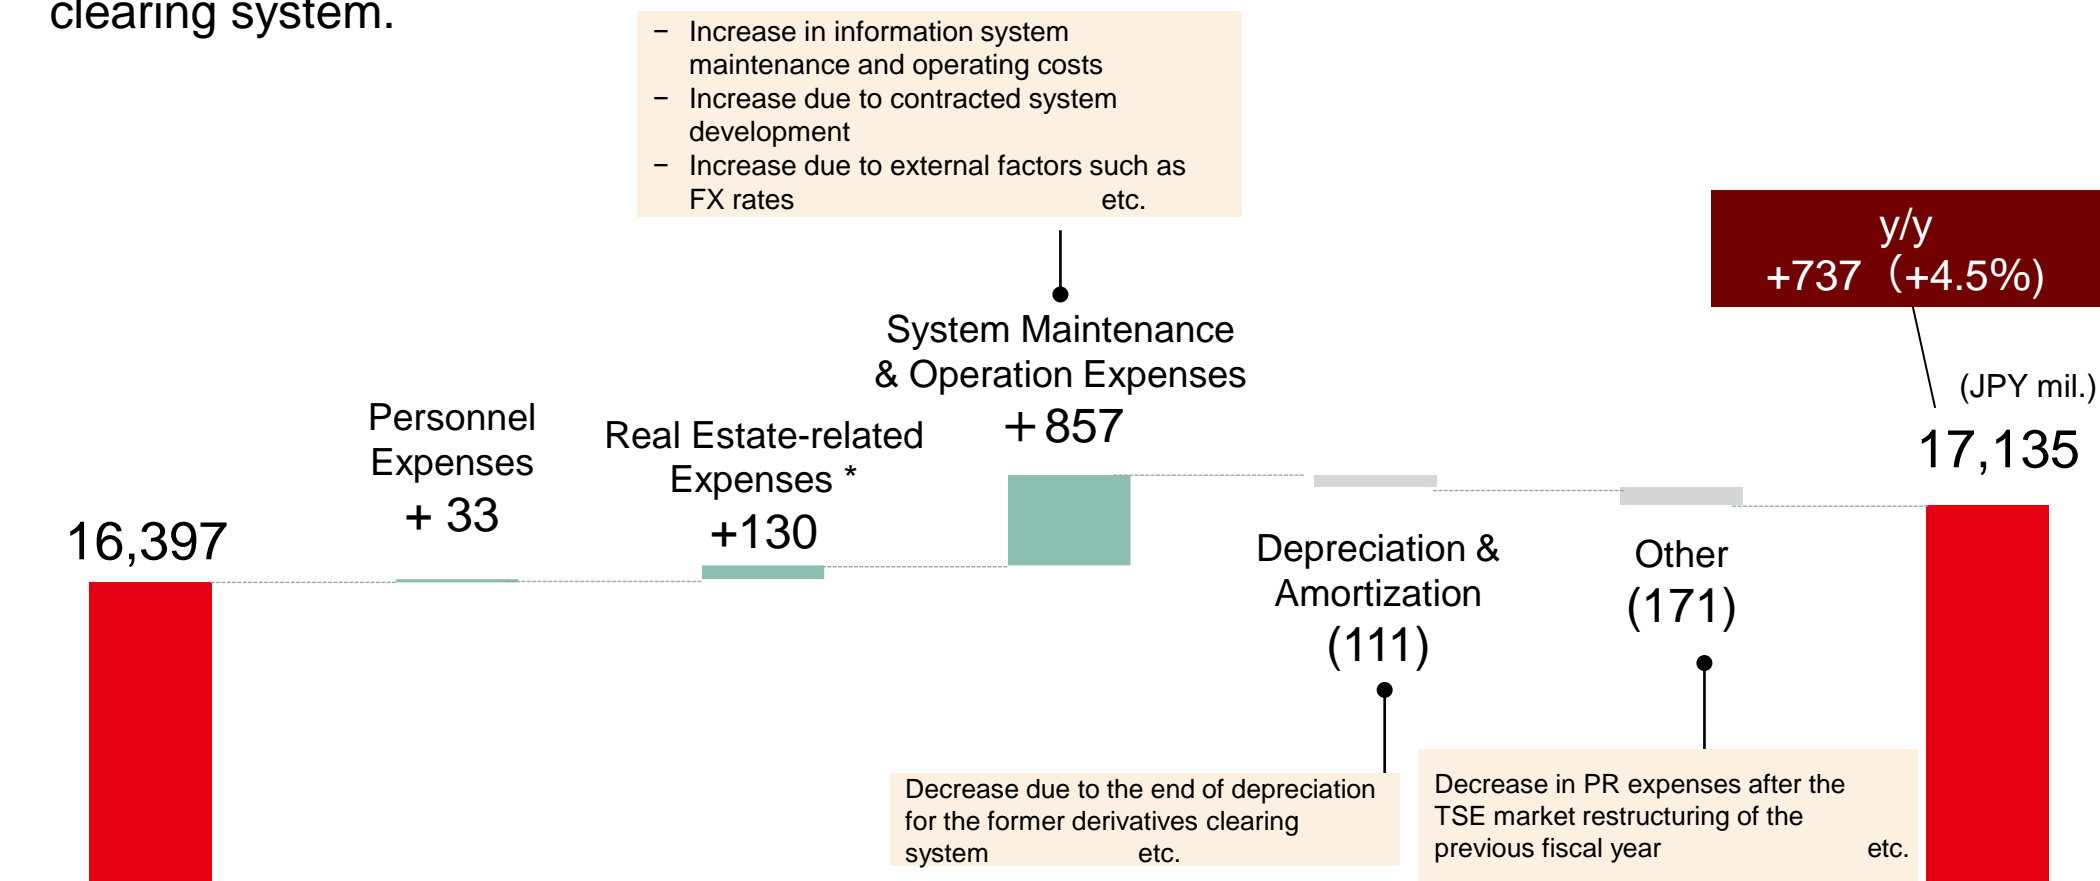 clearing system.
− Increase in information system
maintenance and operating costs
− Increase due to contracted system
development
− Increase due to external factors such as
FX rates etc.
y/y
+737（+4.5%）
(JPY mil.)
17,135
System Maintenance
& Operation Expenses
＋857
Personnel
Expenses
+ 33
Real Estate-related
Expenses *
+130
16,397
Depreciation &
Amortization
(111)
Other
(171)
Decrease due to the end of depreciation
for the former derivatives clearing
system etc.
Decrease in PR expenses after the
TSE market restructuring of the
previous fiscal year etc.